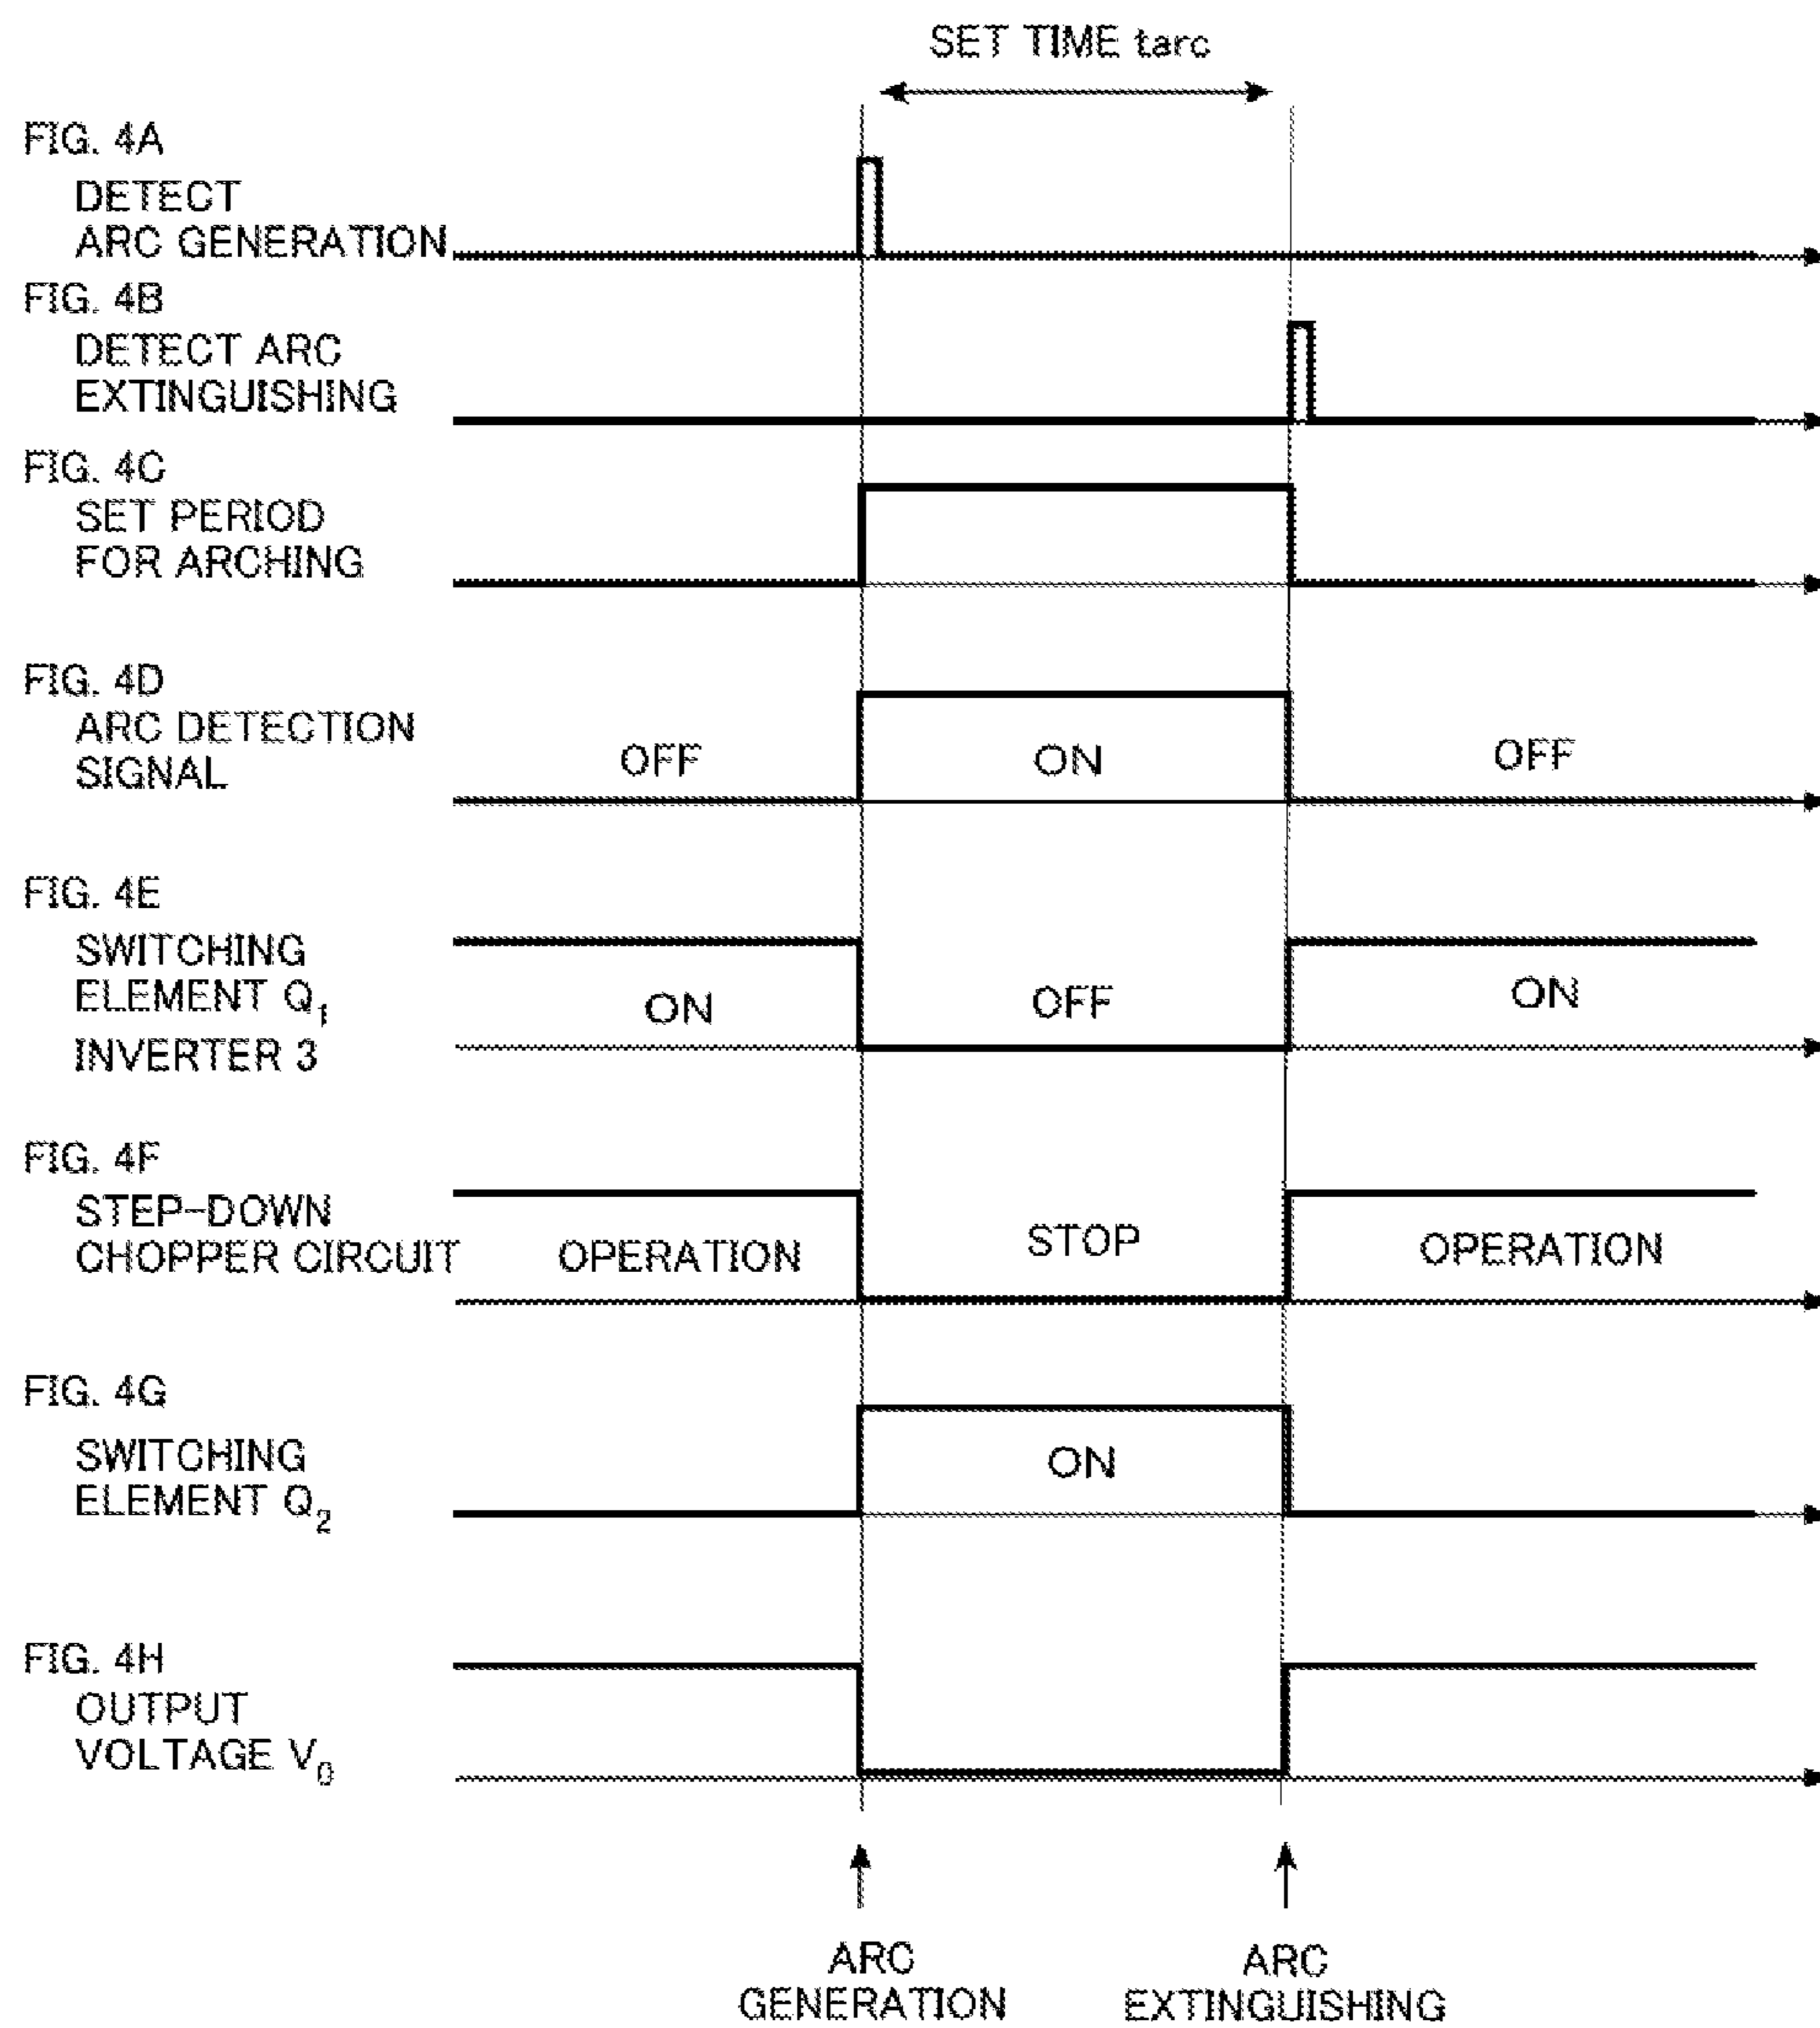 SET TIME tarc
FIG. 4A
DETECT
ARC GENERATION
FIG. 4B
DETECT ARC
EXTINGUISHING
FIG. 4C
SET PERIOD
FOR ARCHING
FIG. 4D
ARC DETECTION
SIGNAL
OFF ON OFF
FIG. 4E
SWITCHING
ELEMENT Q1
INVERTER 3
ON OFF ON
FIG. 4F
STEP-DOWN
CHOPPER CIRCUIT
OPERATION STOP OPERATION
FIG. 4G
SWITCHING
ELEMENT Q2
ON
FIG. 4H
OUTPUT
VOLTAGE V0
ARC
GENERATION
ARC
EXTINGUISHING